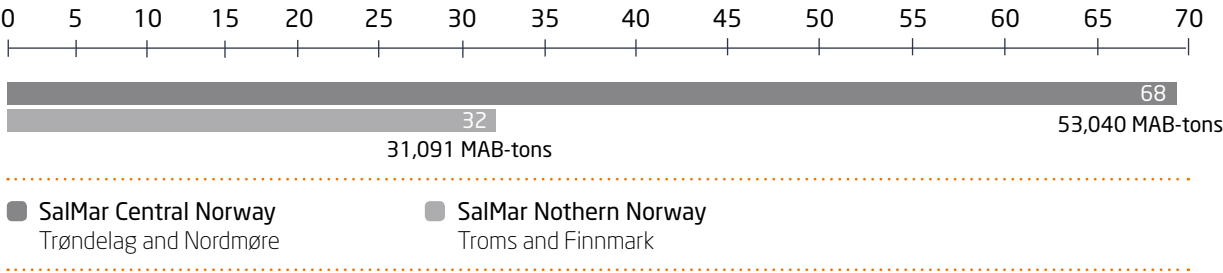 0 5 10 15 20 25 30 35 40 45 50 55 60 65 70
68
32
53,040 MAB-tons
31,091 MAB-tons
SalMar Central Norway SalMar Nothern Norway
Trøndelag and Nordmøre Troms and Finnmark